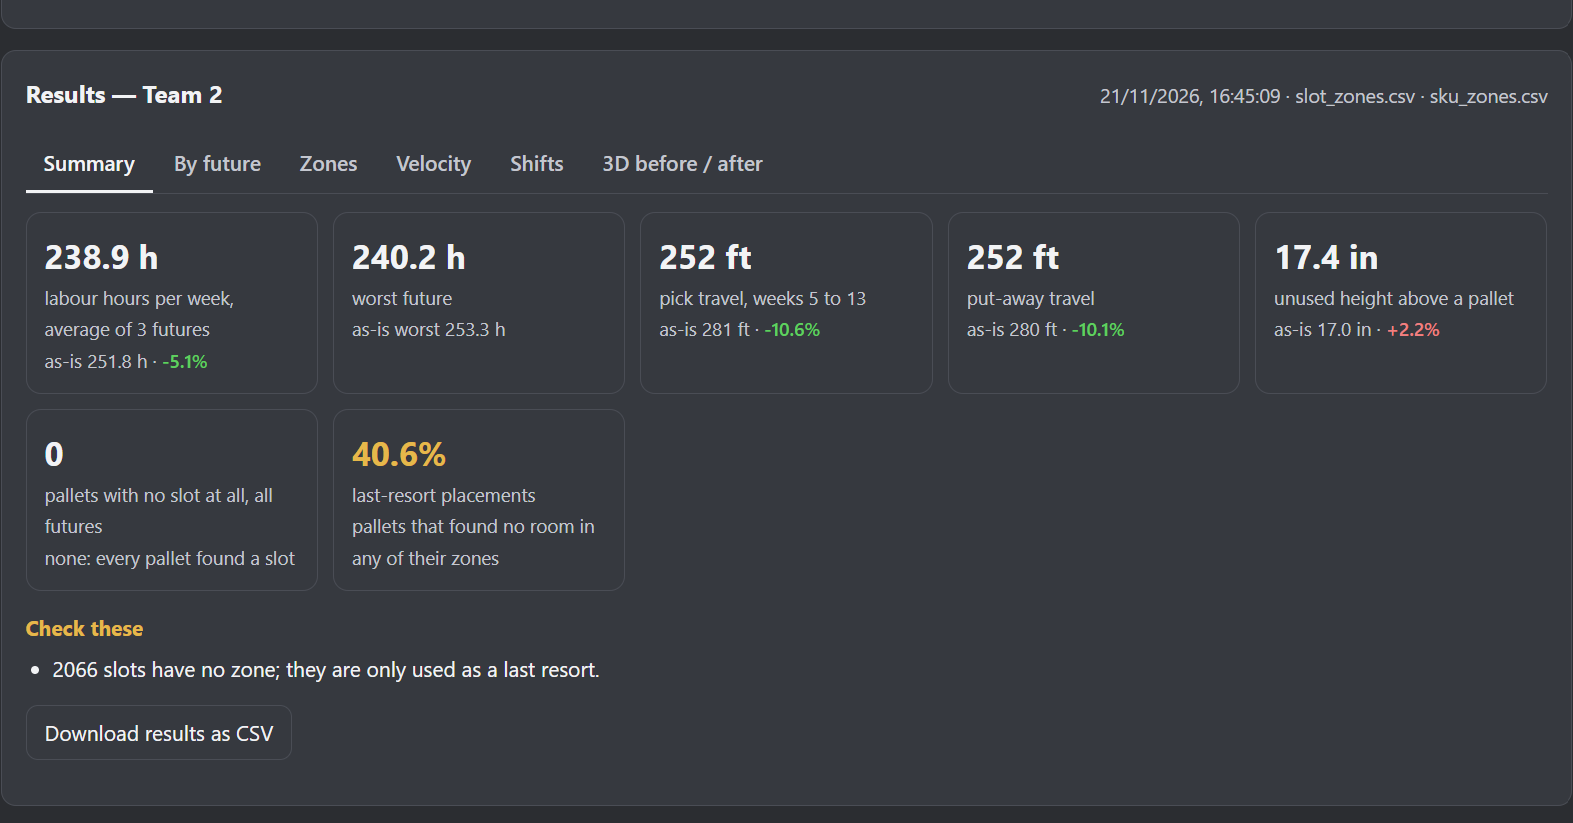 Results — Team 2
21/11/2026, 16:45:09 · slot_zones.csv · sku_zones.csv
Summary
By future
Zones
Velocity
Shifts
3D before / after
238.9 h
labour hours per week,
average of 3 futures
as-is 251.8 h · -5.1%
240.2 h
worst future
as-is worst 253.3 h
252 ft
pick travel, weeks 5 to 13
as-is 281 ft · -10.6%
252 ft
put-away travel
as-is 280 ft · -10.1%
17.4 in
unused height above a pallet
as-is 17.0 in · +2.2%
0
pallets with no slot at all, all
futures
none: every pallet found a slot
40.6%
last-resort placements
pallets that found no room in
any of their zones
Check these
• 2066 slots have no zone; they are only used as a last resort.
Download results as CSV